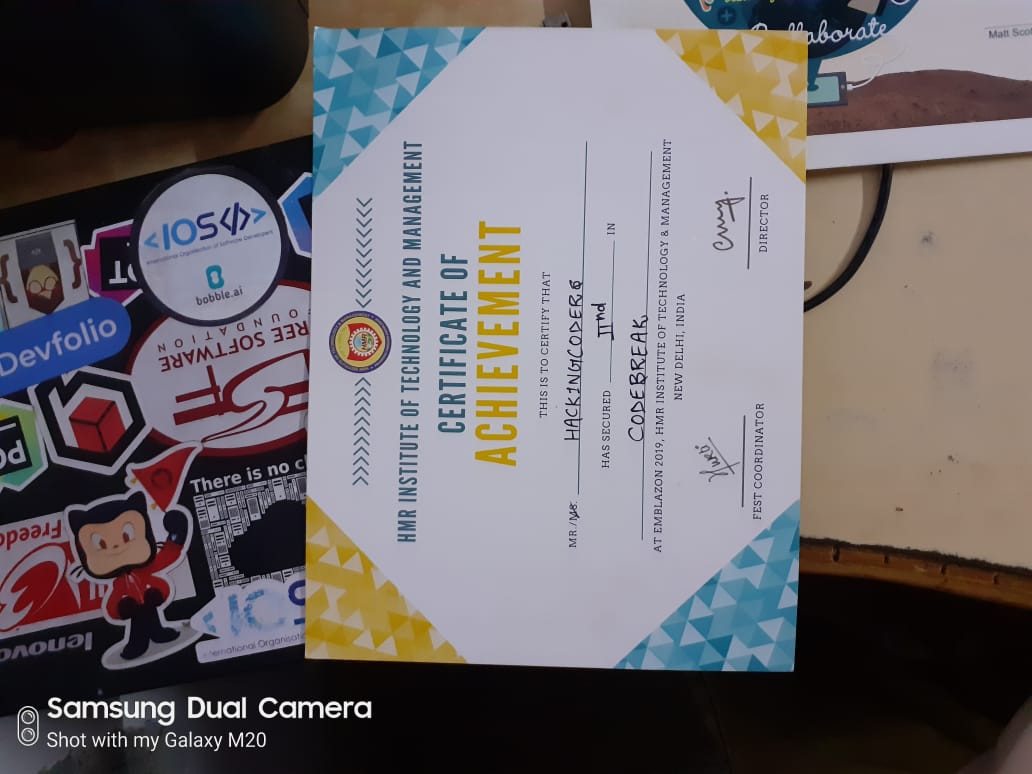 HMR INSTITUTE OF TECHNOLOGY AND MANAGEMENT
CERTIFICATE OF
ACHIEVEMENT
THIS IS TO CERTIFY THAT
MR./MS. HACKINGCODERS
HAS SECURED IInd IN
CODEBREAK
AT EMBLAZON 2019, HMR INSTITUTE OF TECHNOLOGY & MANAGEMENT
NEW DELHI, INDIA
FEST COORDINATOR
DIRECTOR
Collaborate
Matt Scot
<IOS</>>
International Organisation of Software Developers
bobble.ai
Devfolio
FREE SOFTWARE
FOUNDATION
There is no cl
Freedo
lenovo
<IOS
International Organisatio
Samsung Dual Camera
Shot with my Galaxy M20